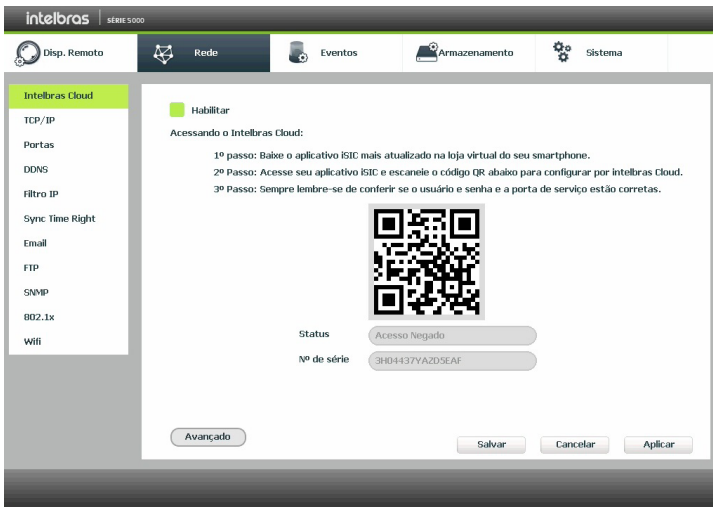 intelbras SÉRIE 5000
Disp. Remoto
Rede
Eventos
Armazenamento
Sistema
Intelbras Cloud
TCP/IP
Portas
DDNS
Filtro IP
Sync Time Right
Email
FTP
SNMP
802.1x
Wifi
Habilitar
Acessando o Intelbras Cloud:
1º passo: Baixe o aplicativo iSIC mais atualizado na loja virtual do seu smartphone.
2º Passo: Acesse seu aplicativo iSIC e escaneie o código QR abaixo para configurar por intelbras Cloud.
3º Passo: Sempre lembre-se de conferir se o usuário e senha e a porta de serviço estão corretas.
Status Acesso Negado
Nº de série 3H04437YAZD5EAF
Avançado
Salvar Cancelar Aplicar